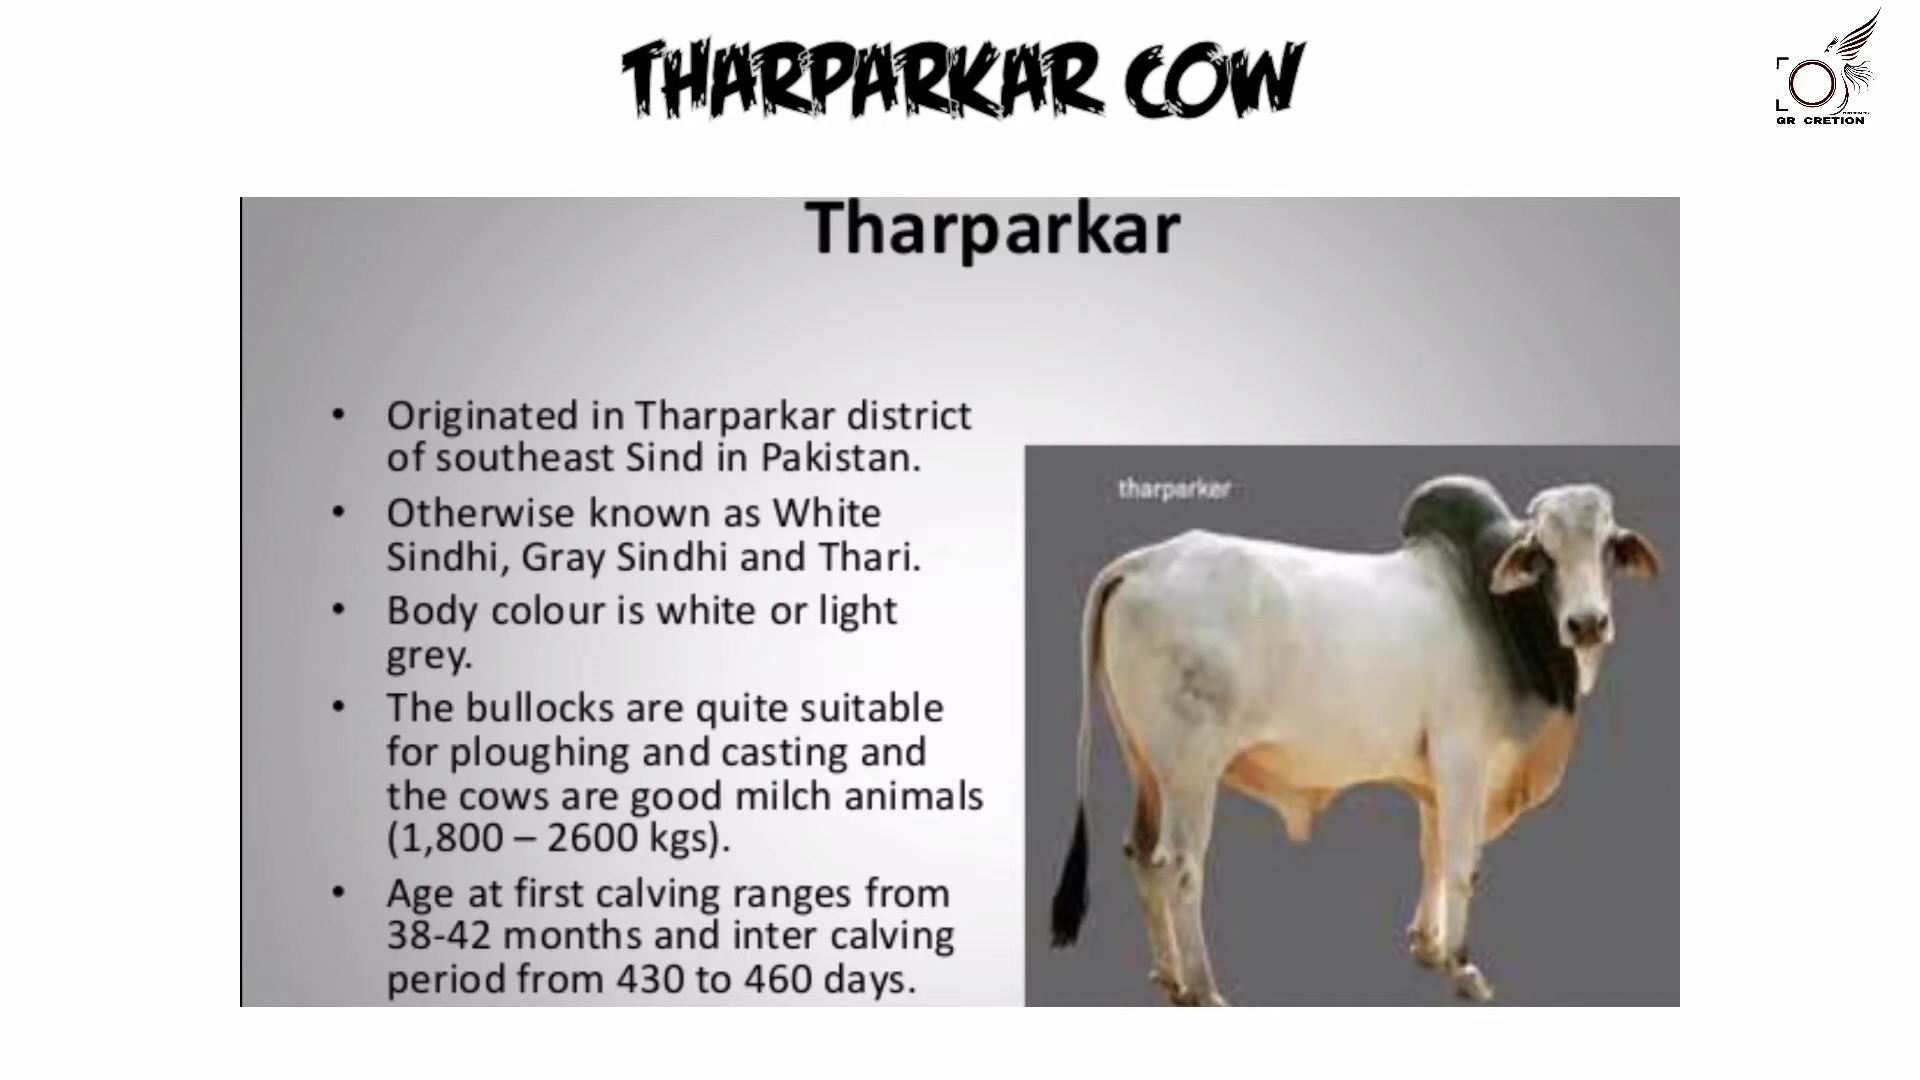 THARPARKAR COW
GR CRETION
Tharparkar
• Originated in Tharparkar district
of southeast Sind in Pakistan.
• Otherwise known as White
Sindhi, Gray Sindhi and Thari.
• Body colour is white or light
grey.
• The bullocks are quite suitable
for ploughing and casting and
the cows are good milch animals
(1,800 – 2600 kgs).
• Age at first calving ranges from
38-42 months and inter calving
period from 430 to 460 days.
tharparker